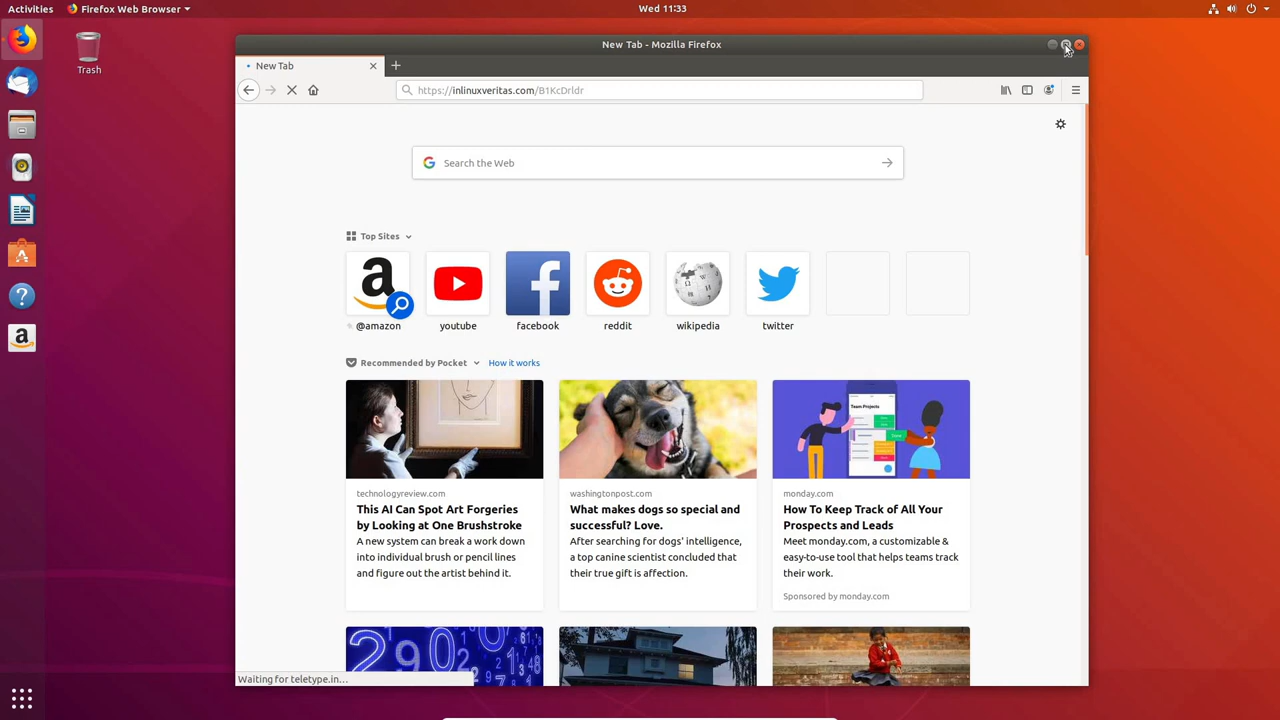 Activities
Firefox Web Browser
Wed 11:33
New Tab - Mozilla Firefox
Trash
New Tab
https://inlinuxveritas.com/B1KcDrldr
Search the Web
Top Sites
@amazon
youtube
facebook
reddit
wikipedia
twitter
Recommended by Pocket
How it works
Team Projects
technologyreview.com
This AI Can Spot Art Forgeries
by Looking at One Brushstroke
A new system can break a work down
into individual brush or pencil lines
and figure out the artist behind it.
washingtonpost.com
What makes dogs so special and
successful? Love.
After searching for dogs' intelligence,
a top canine scientist concluded that
their true gift is affection.
monday.com
How To Keep Track of All Your
Prospects and Leads
Meet monday.com, a customizable &
easy-to-use tool that helps teams track
their work.
Sponsored by monday.com
Waiting for teletype.in...